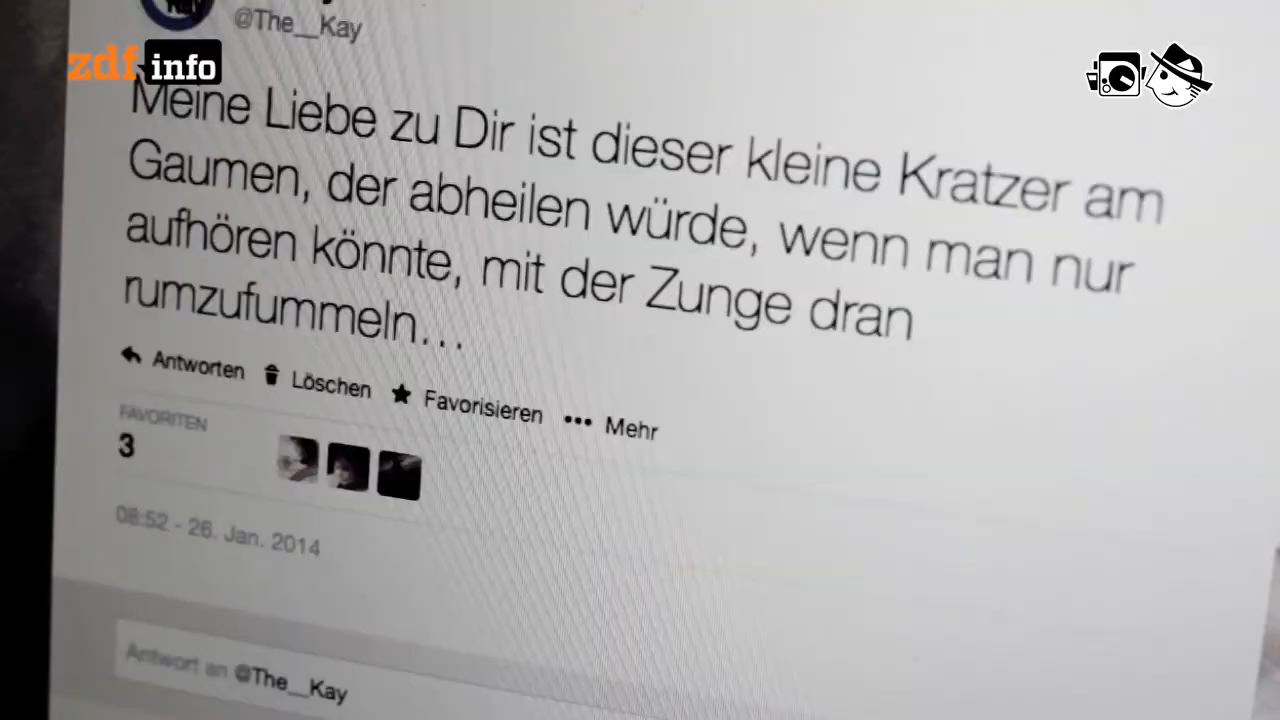 @The__Kay
zdf info
Meine Liebe zu Dir ist dieser kleine Kratzer am
Gaumen, der abheilen würde, wenn man nur
aufhören könnte, mit der Zunge dran
rumzufummeln...
Antworten Löschen Favorisieren Mehr
FAVORITEN
3
08:52 - 26. Jan. 2014
Antwort an @The__Kay